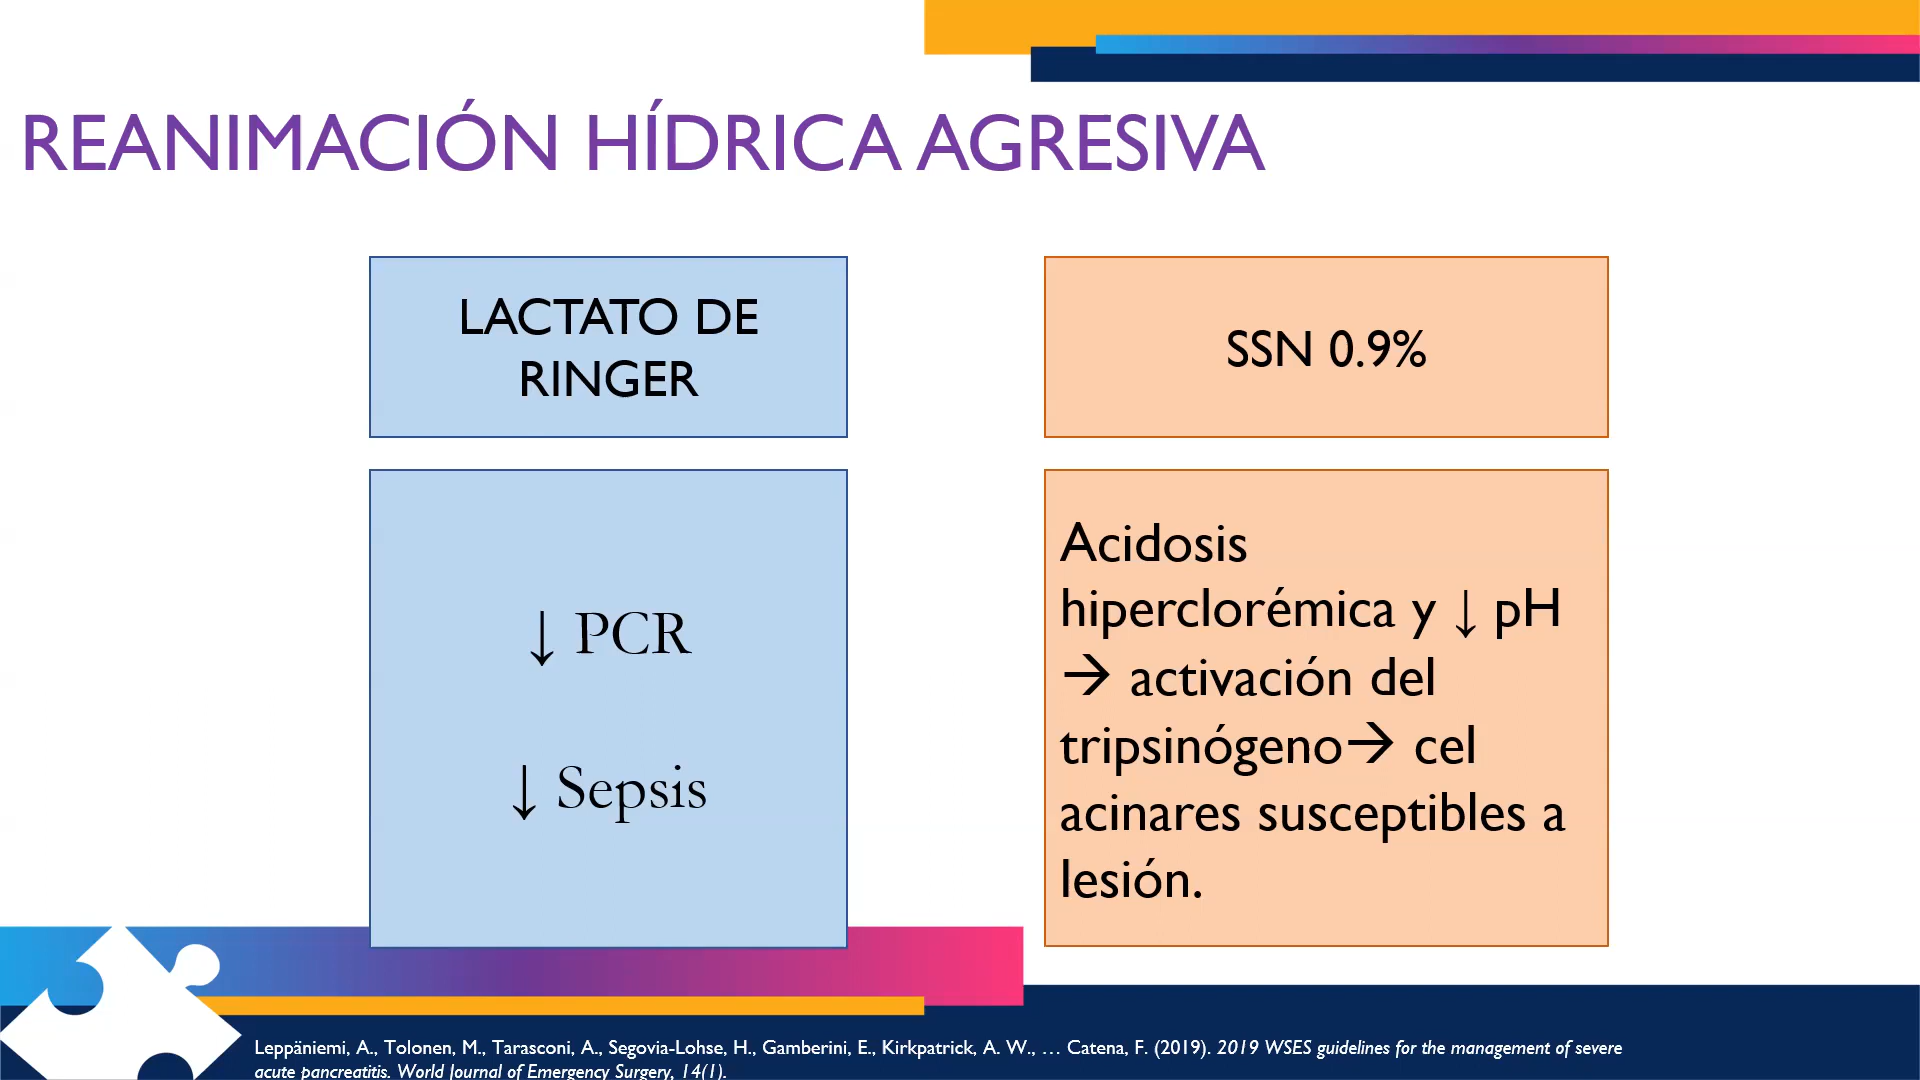 REANIMACIÓN HÍDRICA AGRESIVA
LACTATO DE
RINGER
↓ PCR
↓ Sepsis
SSN 0.9%
Acidosis
hiperclorémica y ↓ pH
→ activación del
tripsinógeno→ cel
acinares susceptibles a
lesión.
Leppäniemi, A., Tolonen, M., Tarasconi, A., Segovia-Lohse, H., Gamberini, E., Kirkpatrick, A. W., … Catena, F. (2019). 2019 WSES guidelines for the management of severe
acute pancreatitis. World Journal of Emergency Surgery, 14(1).